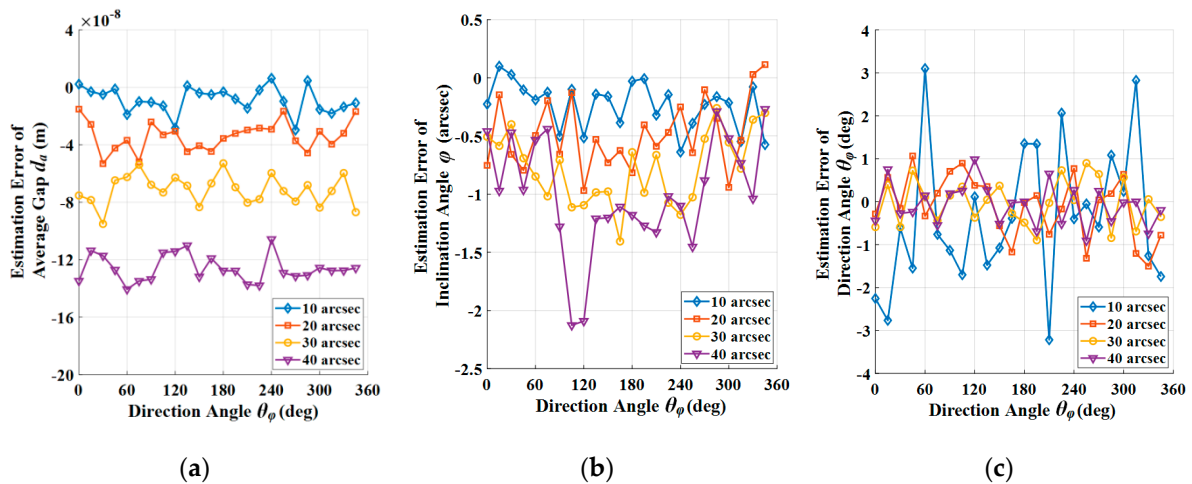 ×10⁻⁸
4
0
-4
-8
-12
-16
-20
Estimation Error of
Average Gap dₐ (m)
10 arcsec
20 arcsec
30 arcsec
40 arcsec
0 60 120 180 240 300 360
Direction Angle θ_φ (deg)
(a)
0.5
0
-0.5
-1
-1.5
-2
-2.5
Estimation Error of
Inclination Angle φ (arcsec)
10 arcsec
20 arcsec
30 arcsec
40 arcsec
0 60 120 180 240 300 360
Direction Angle θ_φ (deg)
(b)
4
3
2
1
0
-1
-2
-3
-4
Estimation Error of
Direction Angle θ_φ (deg)
10 arcsec
20 arcsec
30 arcsec
40 arcsec
0 60 120 180 240 300 360
Direction Angle θ_φ (deg)
(c)